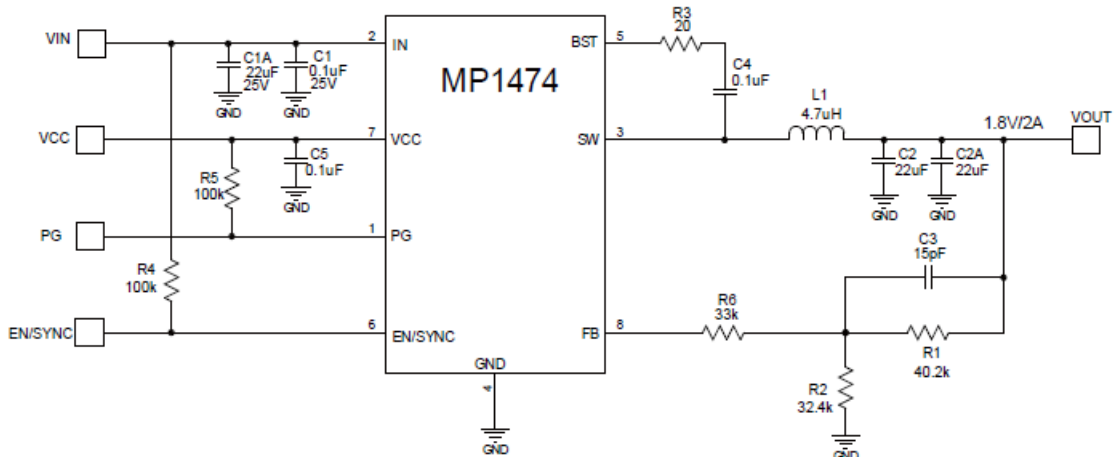 VIN
2
IN
C1A
22uF
25V
GND
C1
0.1uF
25V
GND
MP1474
BST
5
R3
20
C4
0.1uF
VCC
7
VCC
C5
0.1uF
GND
R5
100k
SW
3
L1
4.7uH
1.8V/2A
VOUT
C2
22uF
GND
C2A
22uF
GND
PG
1
PG
R4
100k
C3
15pF
EN/SYNC
6
EN/SYNC
FB
8
R6
33k
R1
40.2k
R2
32.4k
GND
GND
4
GND